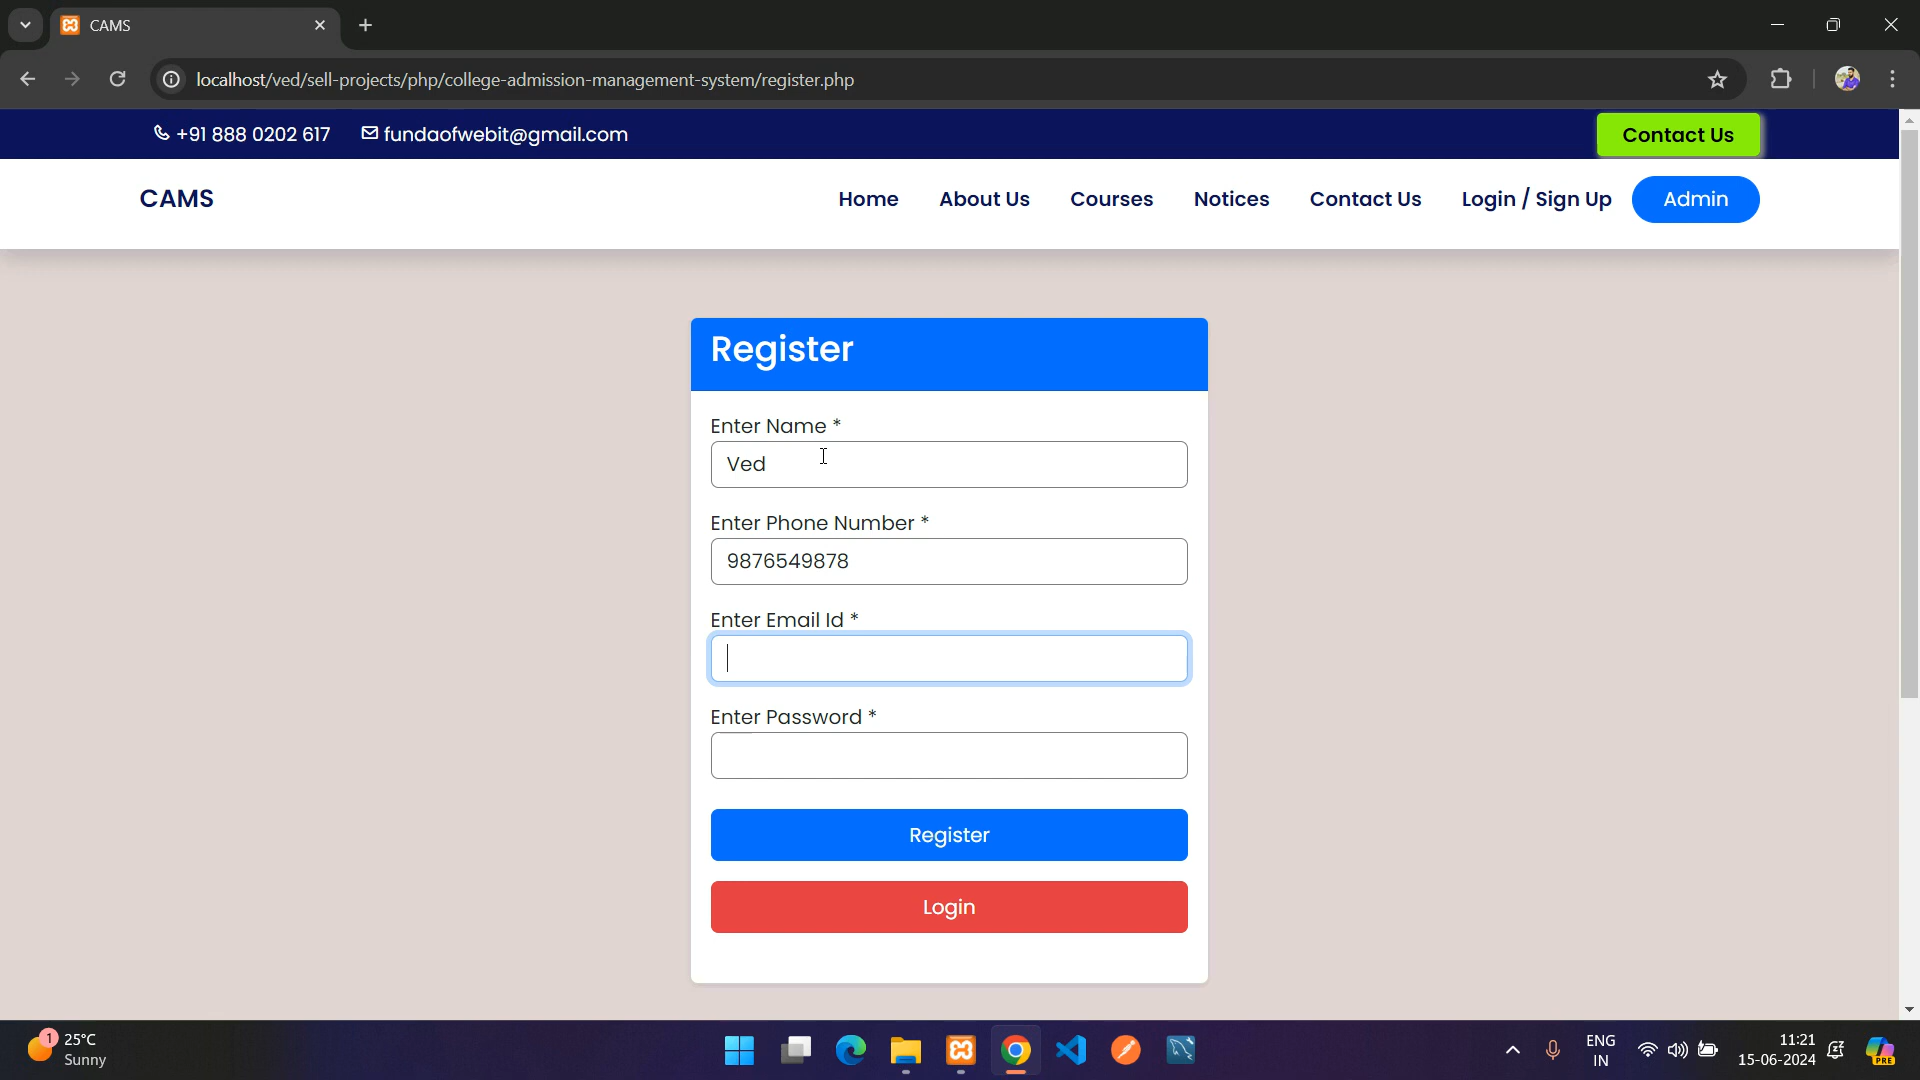 CAMS
localhost/ved/sell-projects/php/college-admission-management-system/register.php
+91 888 0202 617 fundaofwebit@gmail.com Contact Us
CAMS Home About Us Courses Notices Contact Us Login / Sign Up Admin
Register
Enter Name *
Ved
Enter Phone Number *
9876549878
Enter Email Id *
Enter Password *
Register
Login
1 25°C
Sunny
ENG
IN
11:21
15-06-2024
PRE